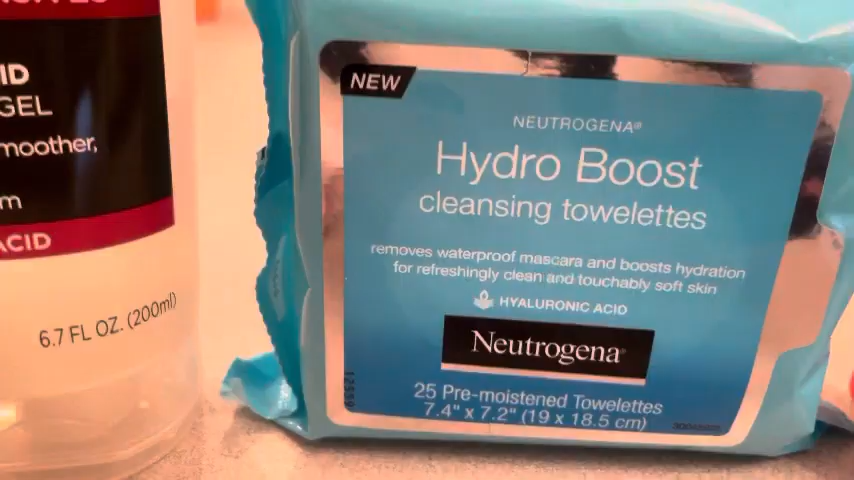 ID
GEL
moother,
m
ACID
6.7 FL OZ. (200ml)
NEW
NEUTROGENA®
Hydro Boost
cleansing towelettes
removes waterproof mascara and boosts hydration
for refreshingly clean and touchably soft skin
HYALURONIC ACID
Neutrogena®
25 Pre-moistened Towelettes
7.4" x 7.2" (19 x 18.5 cm)